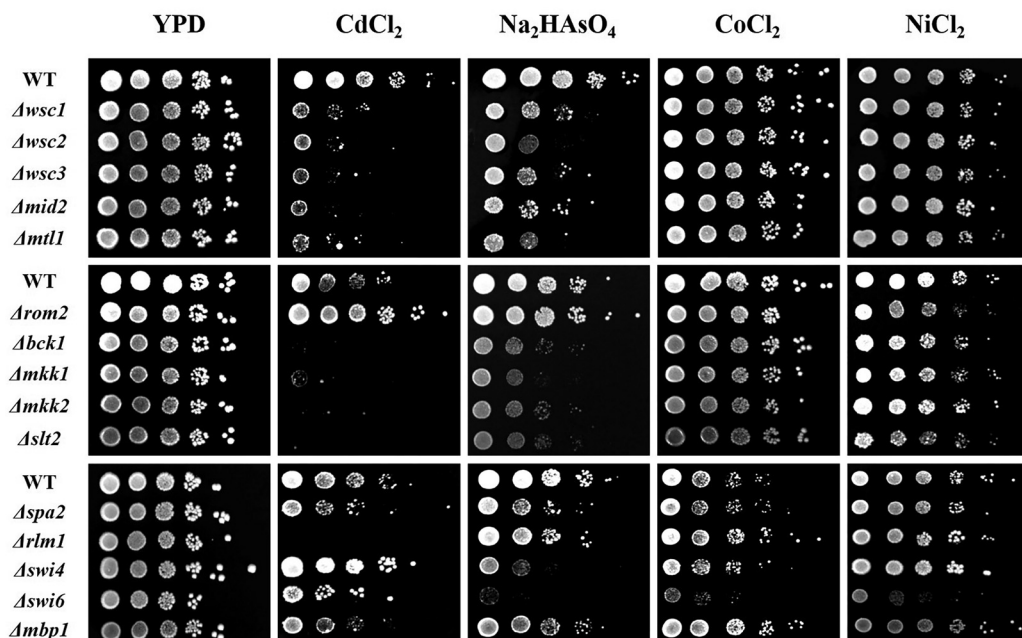 YPD CdCl₂ Na₂HAsO₄ CoCl₂ NiCl₂
WT
Δwsc1
Δwsc2
Δwsc3
Δmid2
Δmtl1
WT
Δrom2
Δbck1
Δmkk1
Δmkk2
Δslt2
WT
Δspa2
Δrlm1
Δswi4
Δswi6
Δmbp1